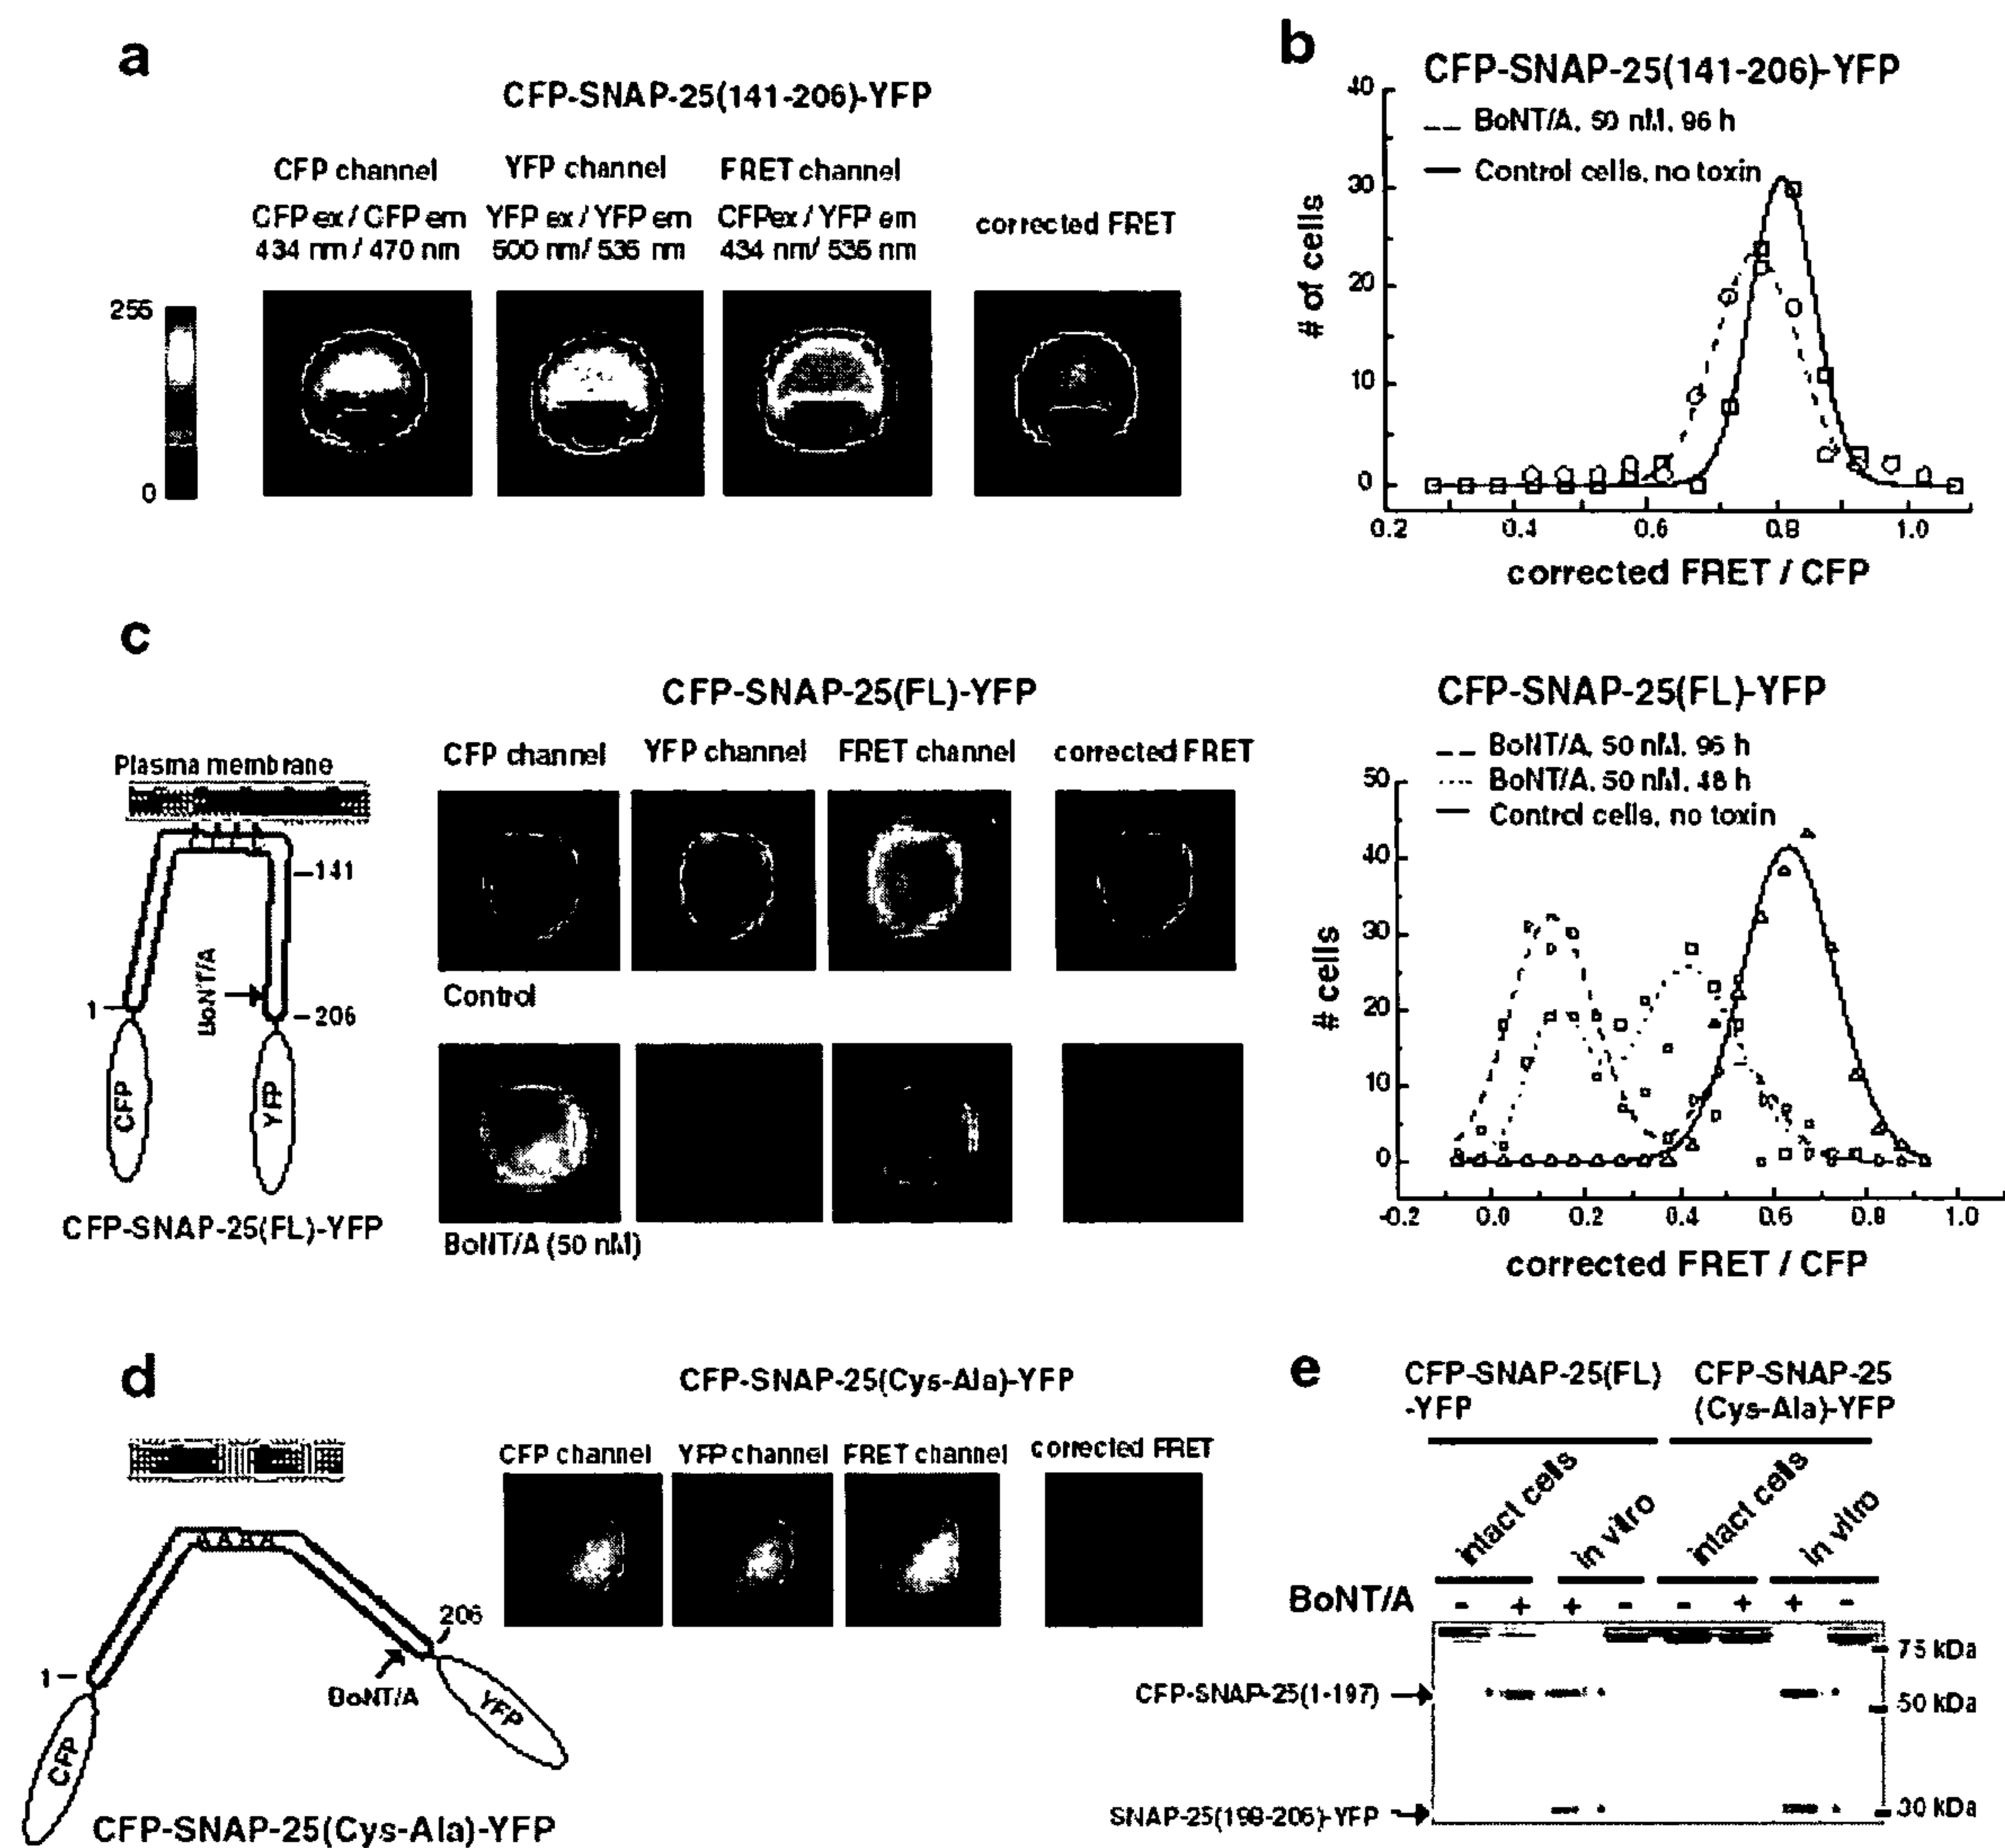 a
CFP-SNAP-25(141-206)-YFP
CFP channel
CFP ex / CFP em
434 nm / 470 nm
YFP channel
YFP ex / YFP em
500 nm / 535 nm
FRET channel
CFPex / YFP em
434 nm / 535 nm
corrected FRET
255
0
b
CFP-SNAP-25(141-206)-YFP
BoNT/A, 50 nM, 96 h
Control cells, no toxin
# of cells
40
30
20
10
0
0.2 0.4 0.6 0.8 1.0
corrected FRET / CFP
c
CFP-SNAP-25(FL)-YFP
CFP channel YFP channel FRET channel corrected FRET
Plasma membrane
141
BoNT/A
1
206
CFP
YFP
CFP-SNAP-25(FL)-YFP
Control
BoNT/A (50 nM)
CFP-SNAP-25(FL)-YFP
BoNT/A, 50 nM, 96 h
BoNT/A, 50 nM, 48 h
Control cells, no toxin
# cells
50
40
30
20
10
0
-0.2 0.0 0.2 0.4 0.6 0.8 1.0
corrected FRET / CFP
d
CFP-SNAP-25(Cys-Ala)-YFP
CFP channel YFP channel FRET channel corrected FRET
A A A A
206
1
BoNT/A
CFP
YFP
CFP-SNAP-25(Cys-Ala)-YFP
e
CFP-SNAP-25(FL)
-YFP
CFP-SNAP-25
(Cys-Ala)-YFP
intact cells
in vitro
intact cells
in vitro
BoNT/A - + + - - + + -
75 kDa
CFP-SNAP-25(1-197)
50 kDa
SNAP-25(198-206)-YFP
30 kDa